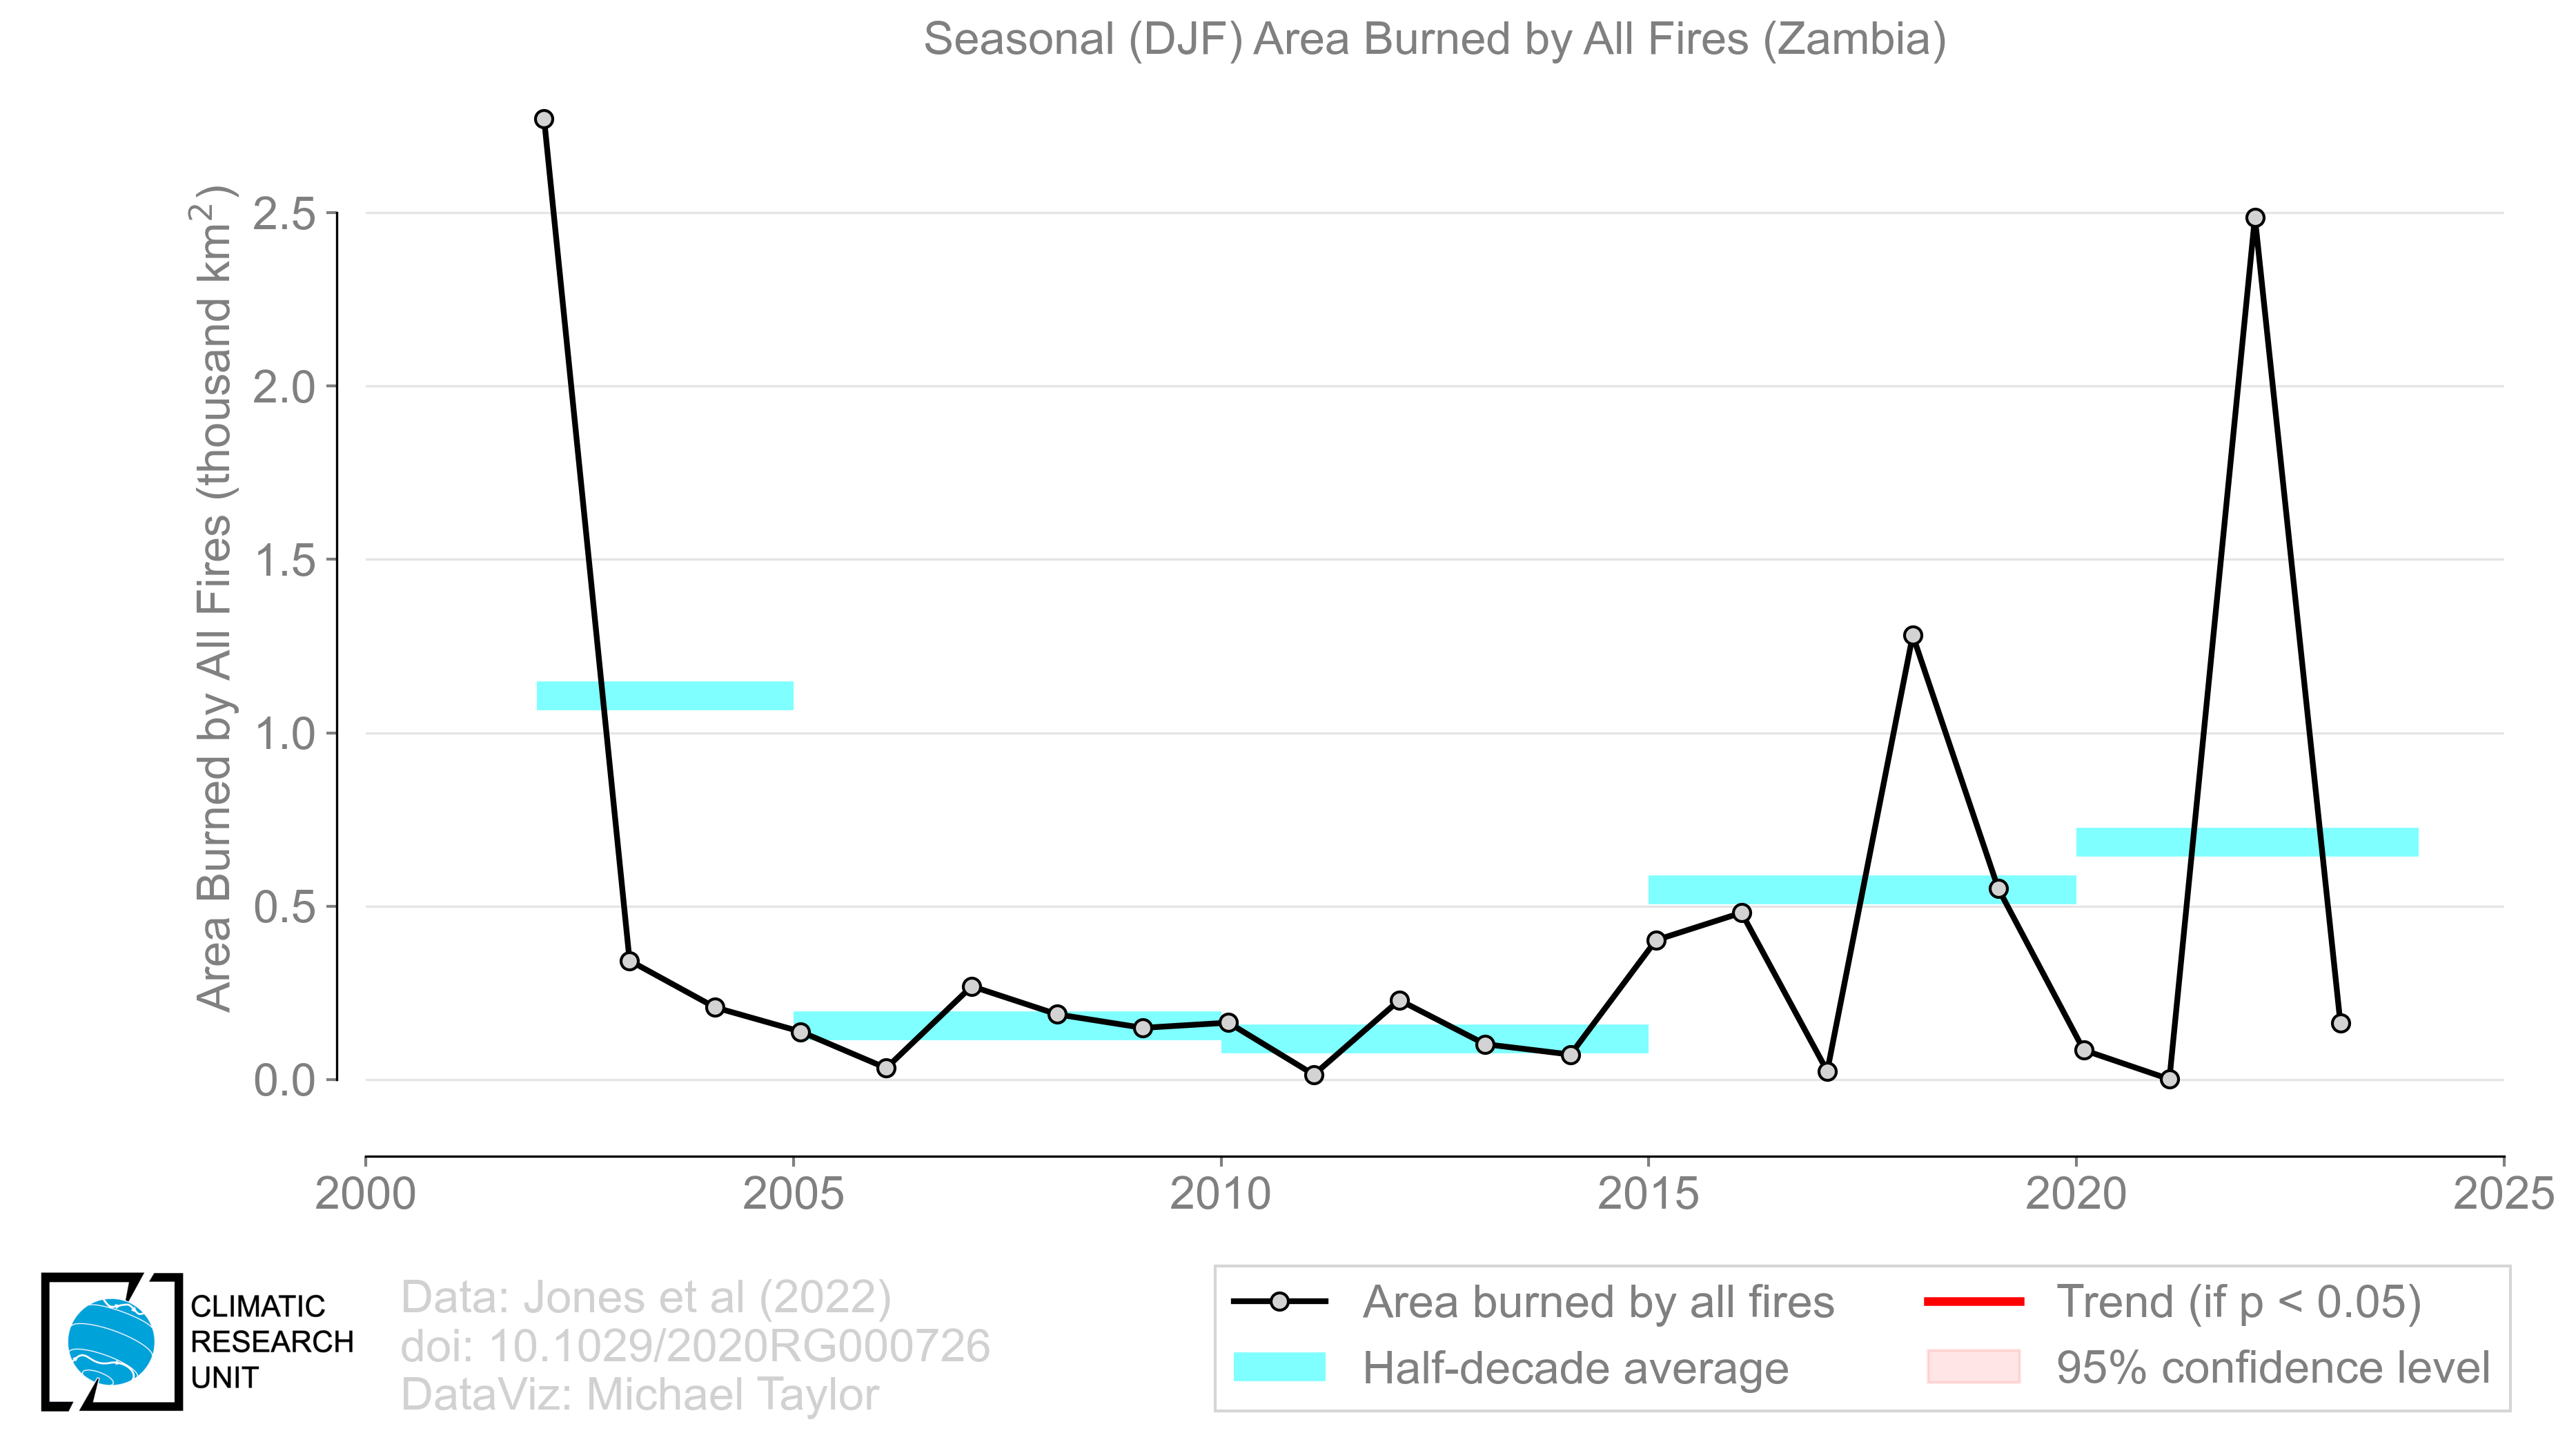 Seasonal (DJF) Area Burned by All Fires (Zambia)
Area Burned by All Fires (thousand km²)
2.5
2.0
1.5
1.0
0.5
0.0
2000 2005 2010 2015 2020 2025
CLIMATIC
RESEARCH
UNIT
Data: Jones et al (2022)
doi: 10.1029/2020RG000726
DataViz: Michael Taylor
Area burned by all fires
Half-decade average
Trend (if p < 0.05)
95% confidence level